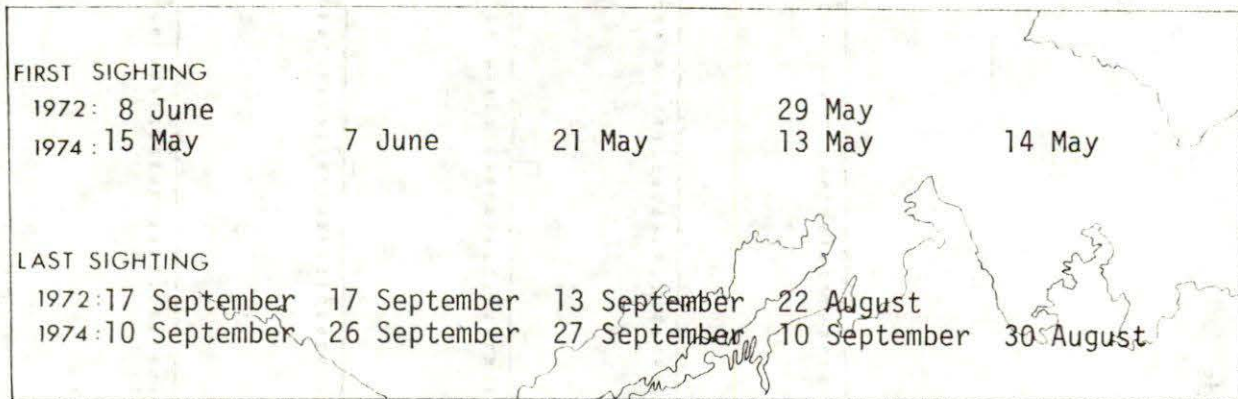 FIRST SIGHTING
1972: 8 June 29 May
1974: 15 May 7 June 21 May 13 May 14 May
LAST SIGHTING
1972: 17 September 17 September 13 September 22 August
1974: 10 September 26 September 27 September 10 September 30 August